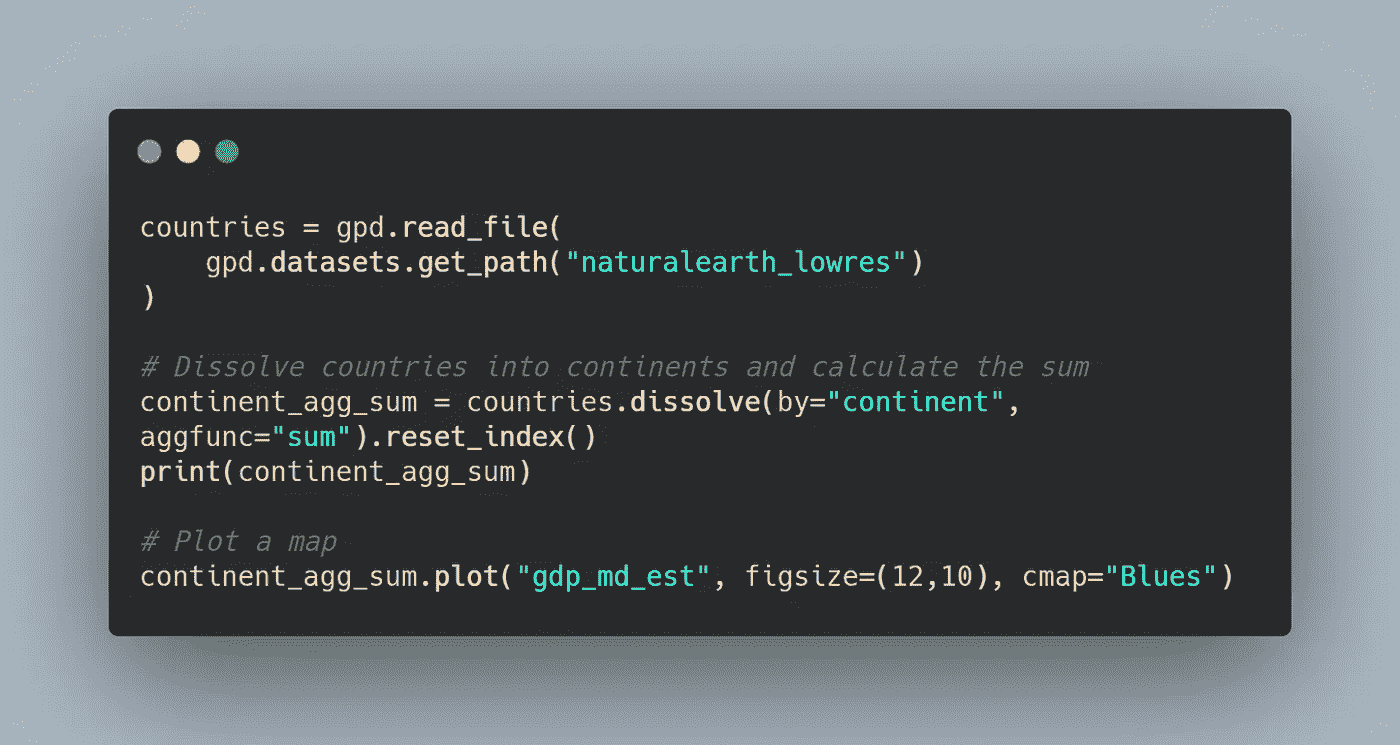 countries = gpd.read_file(
    gpd.datasets.get_path("naturalearth_lowres")
)
# Dissolve countries into continents and calculate the sum
continent_agg_sum = countries.dissolve(by="continent",
aggfunc="sum").reset_index()
print(continent_agg_sum)
# Plot a map
continent_agg_sum.plot("gdp_md_est", figsize=(12,10), cmap="Blues")